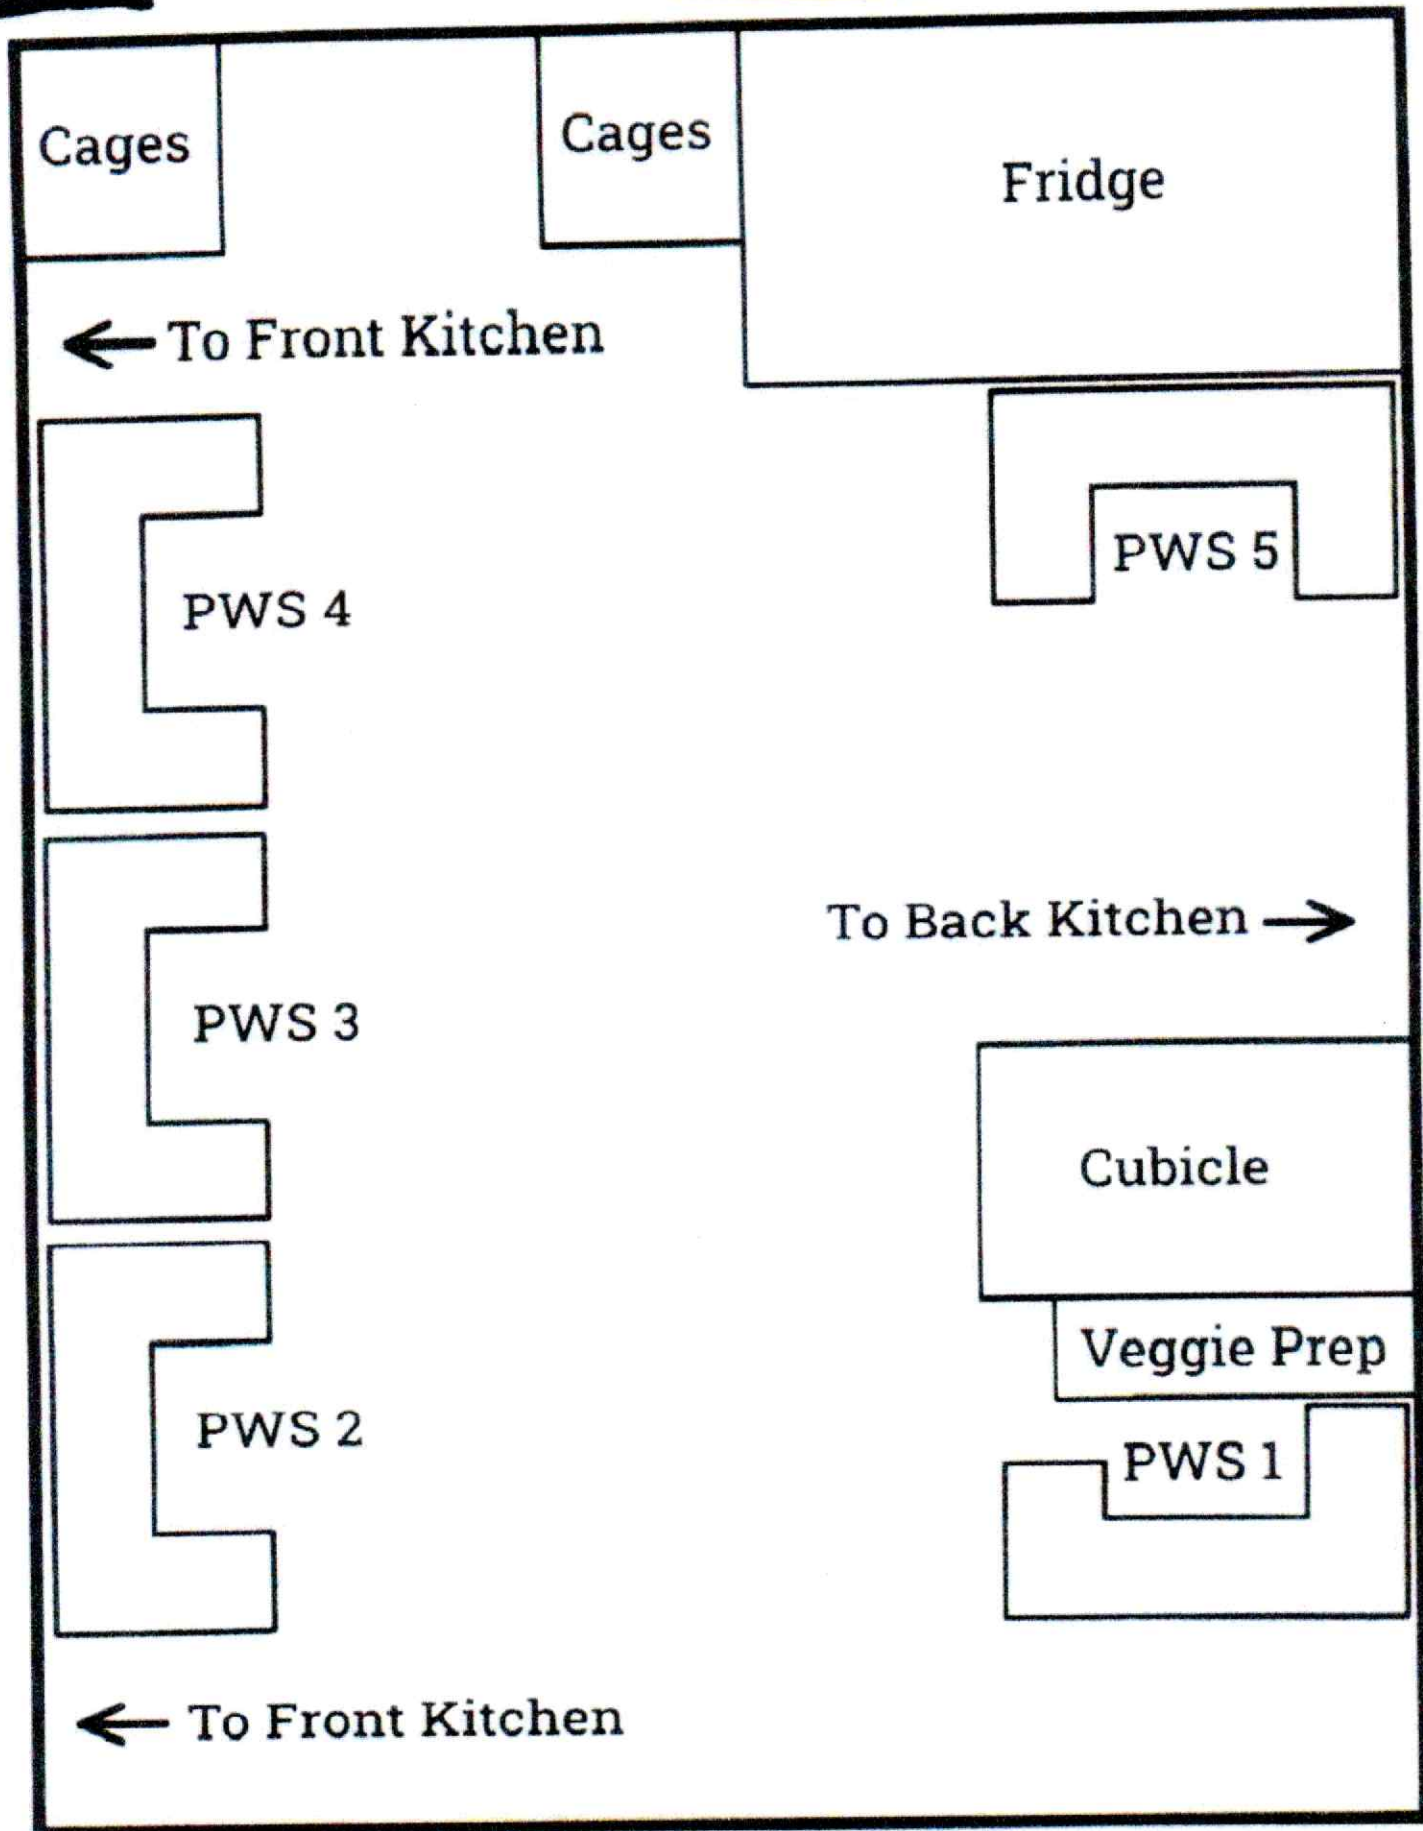 Cages
Cages
Fridge
← To Front Kitchen
PWS 4
PWS 5
To Back Kitchen →
PWS 3
Cubicle
Veggie Prep
PWS 2
PWS 1
← To Front Kitchen